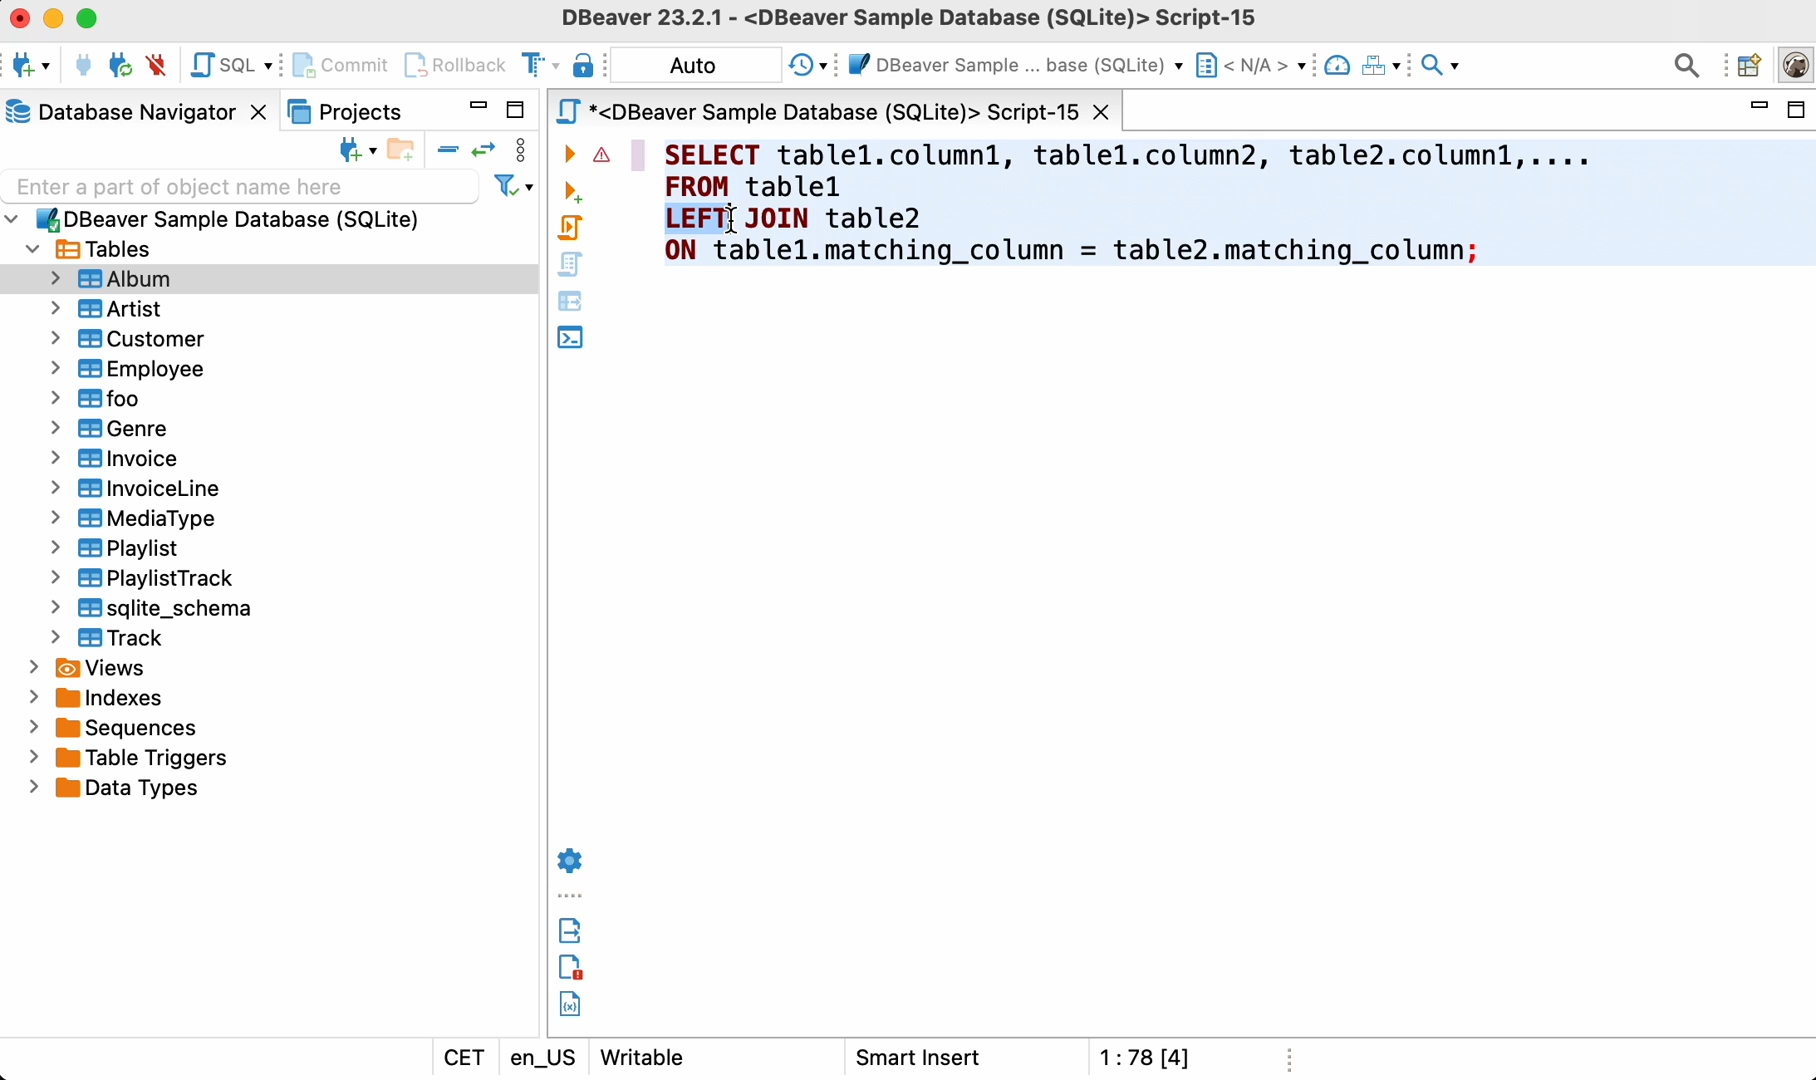 DBeaver 23.2.1 - <DBeaver Sample Database (SQLite)> Script-15
SQL
Commit
Rollback
Auto
DBeaver Sample ... base (SQLite)
< N/A >
Database Navigator
Projects
*<DBeaver Sample Database (SQLite)> Script-15
Enter a part of object name here
DBeaver Sample Database (SQLite)
Tables
Album
Artist
Customer
Employee
foo
Genre
Invoice
InvoiceLine
MediaType
Playlist
PlaylistTrack
sqlite_schema
Track
Views
Indexes
Sequences
Table Triggers
Data Types
SELECT table1.column1, table1.column2, table2.column1,....
FROM table1
LEFT JOIN table2
ON table1.matching_column = table2.matching_column;
CET
en_US
Writable
Smart Insert
1 : 78 [4]